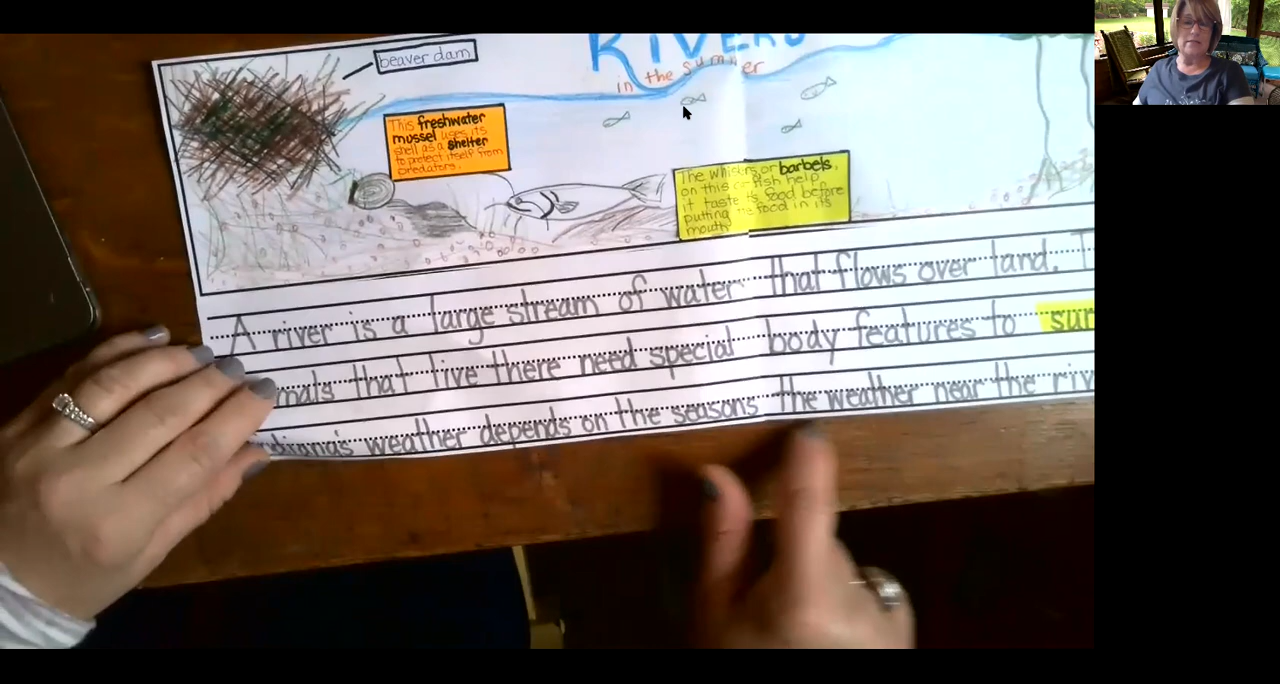 beaver dam
RIVERS
in the summer
This freshwater
mussel uses its
shell as a shelter
to protect itself from
predators.
The whiskers or barbels,
on this catfish help
it taste its food before
putting the food in its
mouth
A river is a large stream of water that flows over land. T
mals that live there need special body features to sur
ndiana's weather depends on the seasons the weather near the riv